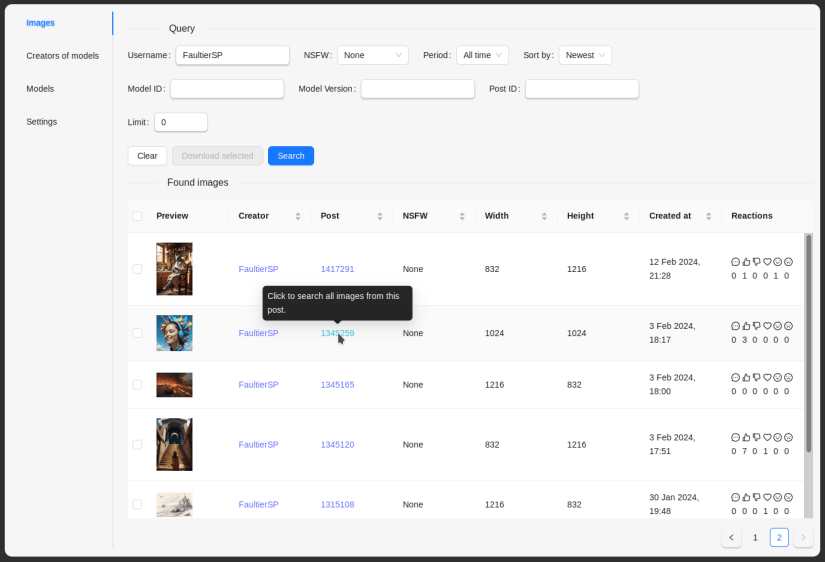 Images
Creators of models
Models
Settings
Query
Username: FaultierSP NSFW: None Period: All time Sort by: Newest
Model ID: Model Version: Post ID:
Limit: 0
Clear Download selected Search
Found images
Preview Creator Post NSFW Width Height Created at Reactions
FaultierSP 1417291 None 832 1216 12 Feb 2024, 21:28 0 1 0 0 1 0
Click to search all images from this post.
FaultierSP 1345259 None 1024 1024 3 Feb 2024, 18:17 0 3 0 0 0 0
FaultierSP 1345165 None 1216 832 3 Feb 2024, 18:00 0 0 0 0 0 0
FaultierSP 1345120 None 832 1216 3 Feb 2024, 17:51 0 7 0 1 0 0
FaultierSP 1315108 None 1216 832 30 Jan 2024, 19:48 0 0 0 1 0 0
< 1 2 >